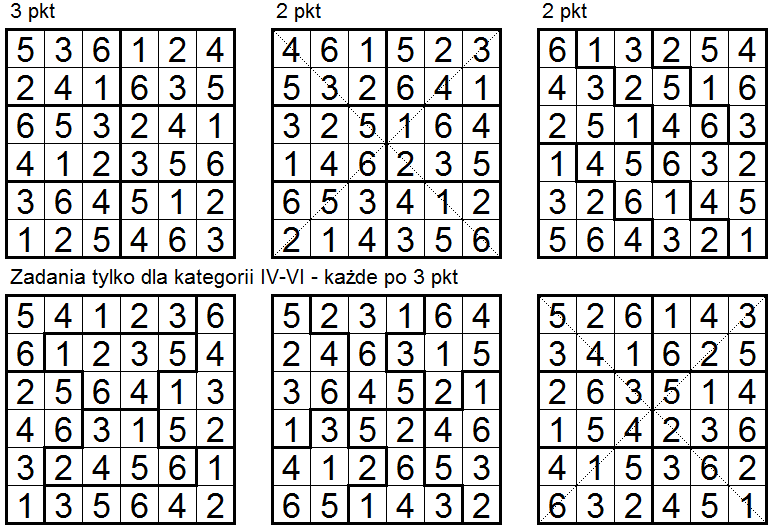 3 pkt 2 pkt 2 pkt
5 3 6 1 2 4 4 6 1 5 2 3 6 1 3 2 5 4
2 4 1 6 3 5 5 3 2 6 4 1 4 3 2 5 1 6
6 5 3 2 4 1 3 2 5 1 6 4 2 5 1 4 6 3
4 1 2 3 5 6 1 4 6 2 3 5 1 4 5 6 3 2
3 6 4 5 1 2 6 5 3 4 1 2 3 2 6 1 4 5
1 2 5 4 6 3 2 1 4 3 5 6 5 6 4 3 2 1
Zadania tylko dla kategorii IV-VI - każde po 3 pkt
5 4 1 2 3 6 5 2 3 1 6 4 5 2 6 1 4 3
6 1 2 3 5 4 2 4 6 3 1 5 3 4 1 6 2 5
2 5 6 4 1 3 3 6 4 5 2 1 2 6 3 5 1 4
4 6 3 1 5 2 1 3 5 2 4 6 1 5 4 2 3 6
3 2 4 5 6 1 4 1 2 6 5 3 4 1 5 3 6 2
1 3 5 6 4 2 6 5 1 4 3 2 6 3 2 4 5 1